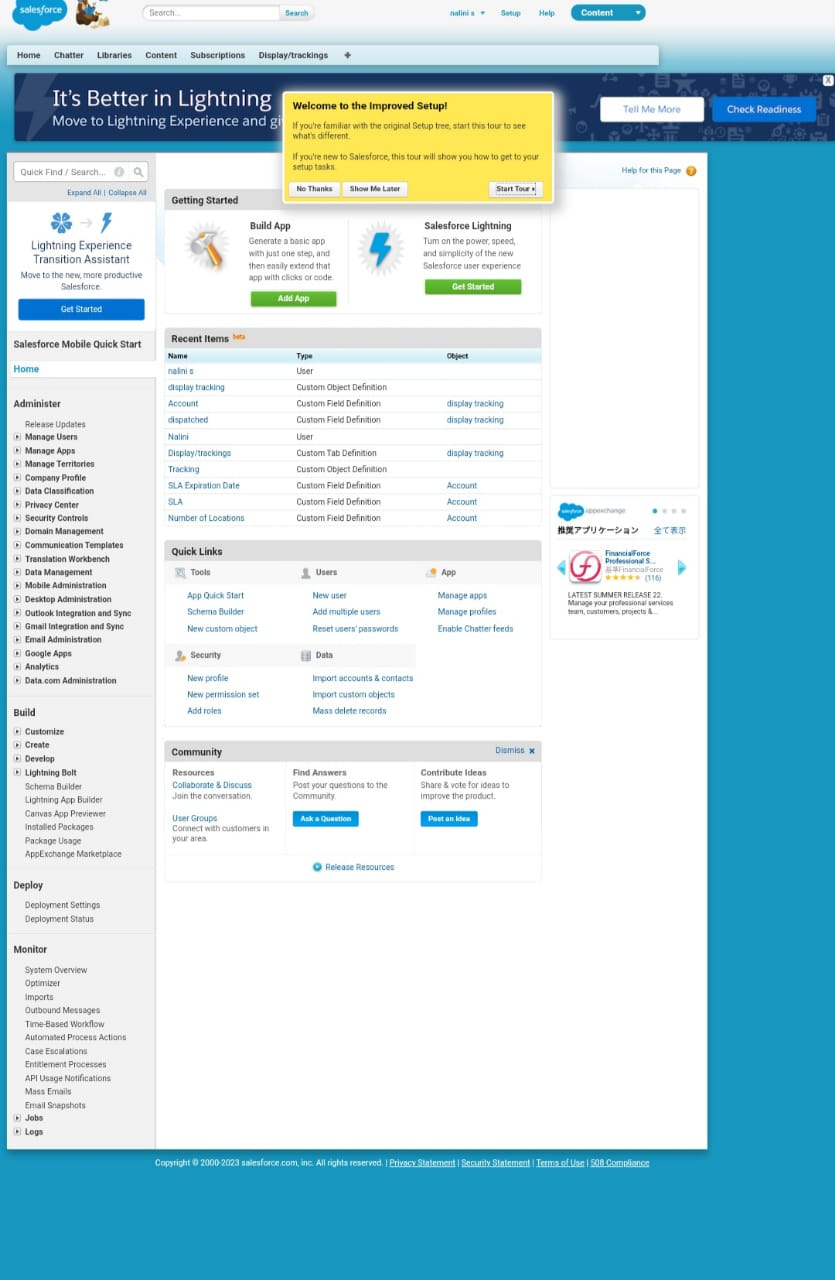 salesforce
Search...
Search
nalini s
Setup
Help
Content
Home
Chatter
Libraries
Content
Subscriptions
Display/trackings
+
It's Better in Lightning
Move to Lightning Experience and gi
Tell Me More
Check Readiness
X
Welcome to the Improved Setup!
If you're familiar with the original Setup tree, start this tour to see
what's different.
If you're new to Salesforce, this tour will show you how to get to your
setup tasks.
No Thanks
Show Me Later
Start Tour
Quick Find / Search...
Expand All | Collapse All
Lightning Experience
Transition Assistant
Move to the new, more productive
Salesforce.
Get Started
Salesforce Mobile Quick Start
Home
Administer
Release Updates
Manage Users
Manage Apps
Manage Territories
Company Profile
Data Classification
Privacy Center
Security Controls
Domain Management
Communication Templates
Translation Workbench
Data Management
Mobile Administration
Desktop Administration
Outlook Integration and Sync
Gmail Integration and Sync
Email Administration
Google Apps
Analytics
Data.com Administration
Build
Customize
Create
Develop
Lightning Bolt
Schema Builder
Lightning App Builder
Canvas App Previewer
Installed Packages
Package Usage
AppExchange Marketplace
Deploy
Deployment Settings
Deployment Status
Monitor
System Overview
Optimizer
Imports
Outbound Messages
Time-Based Workflow
Automated Process Actions
Case Escalations
Entitlement Processes
API Usage Notifications
Mass Emails
Email Snapshots
Jobs
Logs
Help for this Page ?
Getting Started
Build App
Generate a basic app
with just one step, and
then easily extend that
app with clicks or code.
Add App
Salesforce Lightning
Turn on the power, speed,
and simplicity of the new
Salesforce user experience
Get Started
Recent Items beta
Name Type Object
nalini s User
display tracking Custom Object Definition
Account Custom Field Definition display tracking
dispatched Custom Field Definition display tracking
Nalini User
Display/trackings Custom Tab Definition display tracking
Tracking Custom Object Definition
SLA Expiration Date Custom Field Definition Account
SLA Custom Field Definition Account
Number of Locations Custom Field Definition Account
Quick Links
Tools
App Quick Start
Schema Builder
New custom object
Users
New user
Add multiple users
Reset users' passwords
App
Manage apps
Manage profiles
Enable Chatter feeds
Security
New profile
New permission set
Add roles
Data
Import accounts & contacts
Import custom objects
Mass delete records
Community
Dismiss x
Resources
Collaborate & Discuss
Join the conversation.
User Groups
Connect with customers in
your area.
Find Answers
Post your questions to the
Community.
Ask a Question
Contribute Ideas
Share & vote for ideas to
improve the product.
Post an Idea
Release Resources
salesforce appexchange
推奨アプリケーション 全て表示
FinancialForce
Professional S...
基準FinancialForce
(116)
LATEST SUMMER RELEASE 22.
Manage your professional services
team, customers, projects &...
Copyright © 2000-2023 salesforce.com, inc. All rights reserved. | Privacy Statement | Security Statement | Terms of Use | 508 Compliance